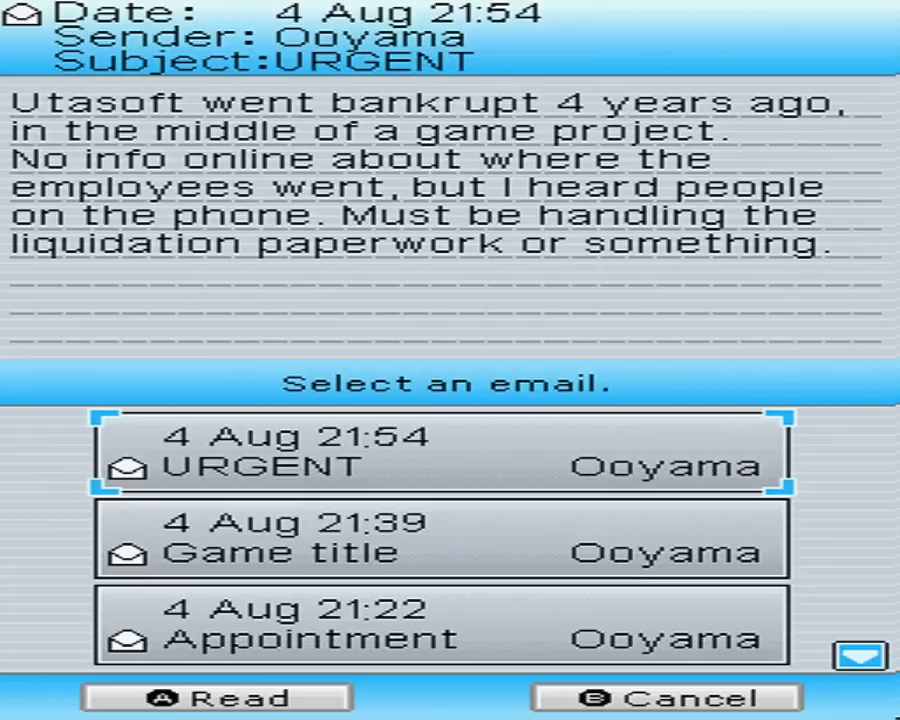 Date: 4 Aug 21:54
Sender: Ooyama
Subject:URGENT
Utasoft went bankrupt 4 years ago,
in the middle of a game project.
No info online about where the
employees went, but I heard people
on the phone. Must be handling the
liquidation paperwork or something.
Select an email.
4 Aug 21:54
URGENT Ooyama
4 Aug 21:39
Game title Ooyama
4 Aug 21:22
Appointment Ooyama
A Read B Cancel